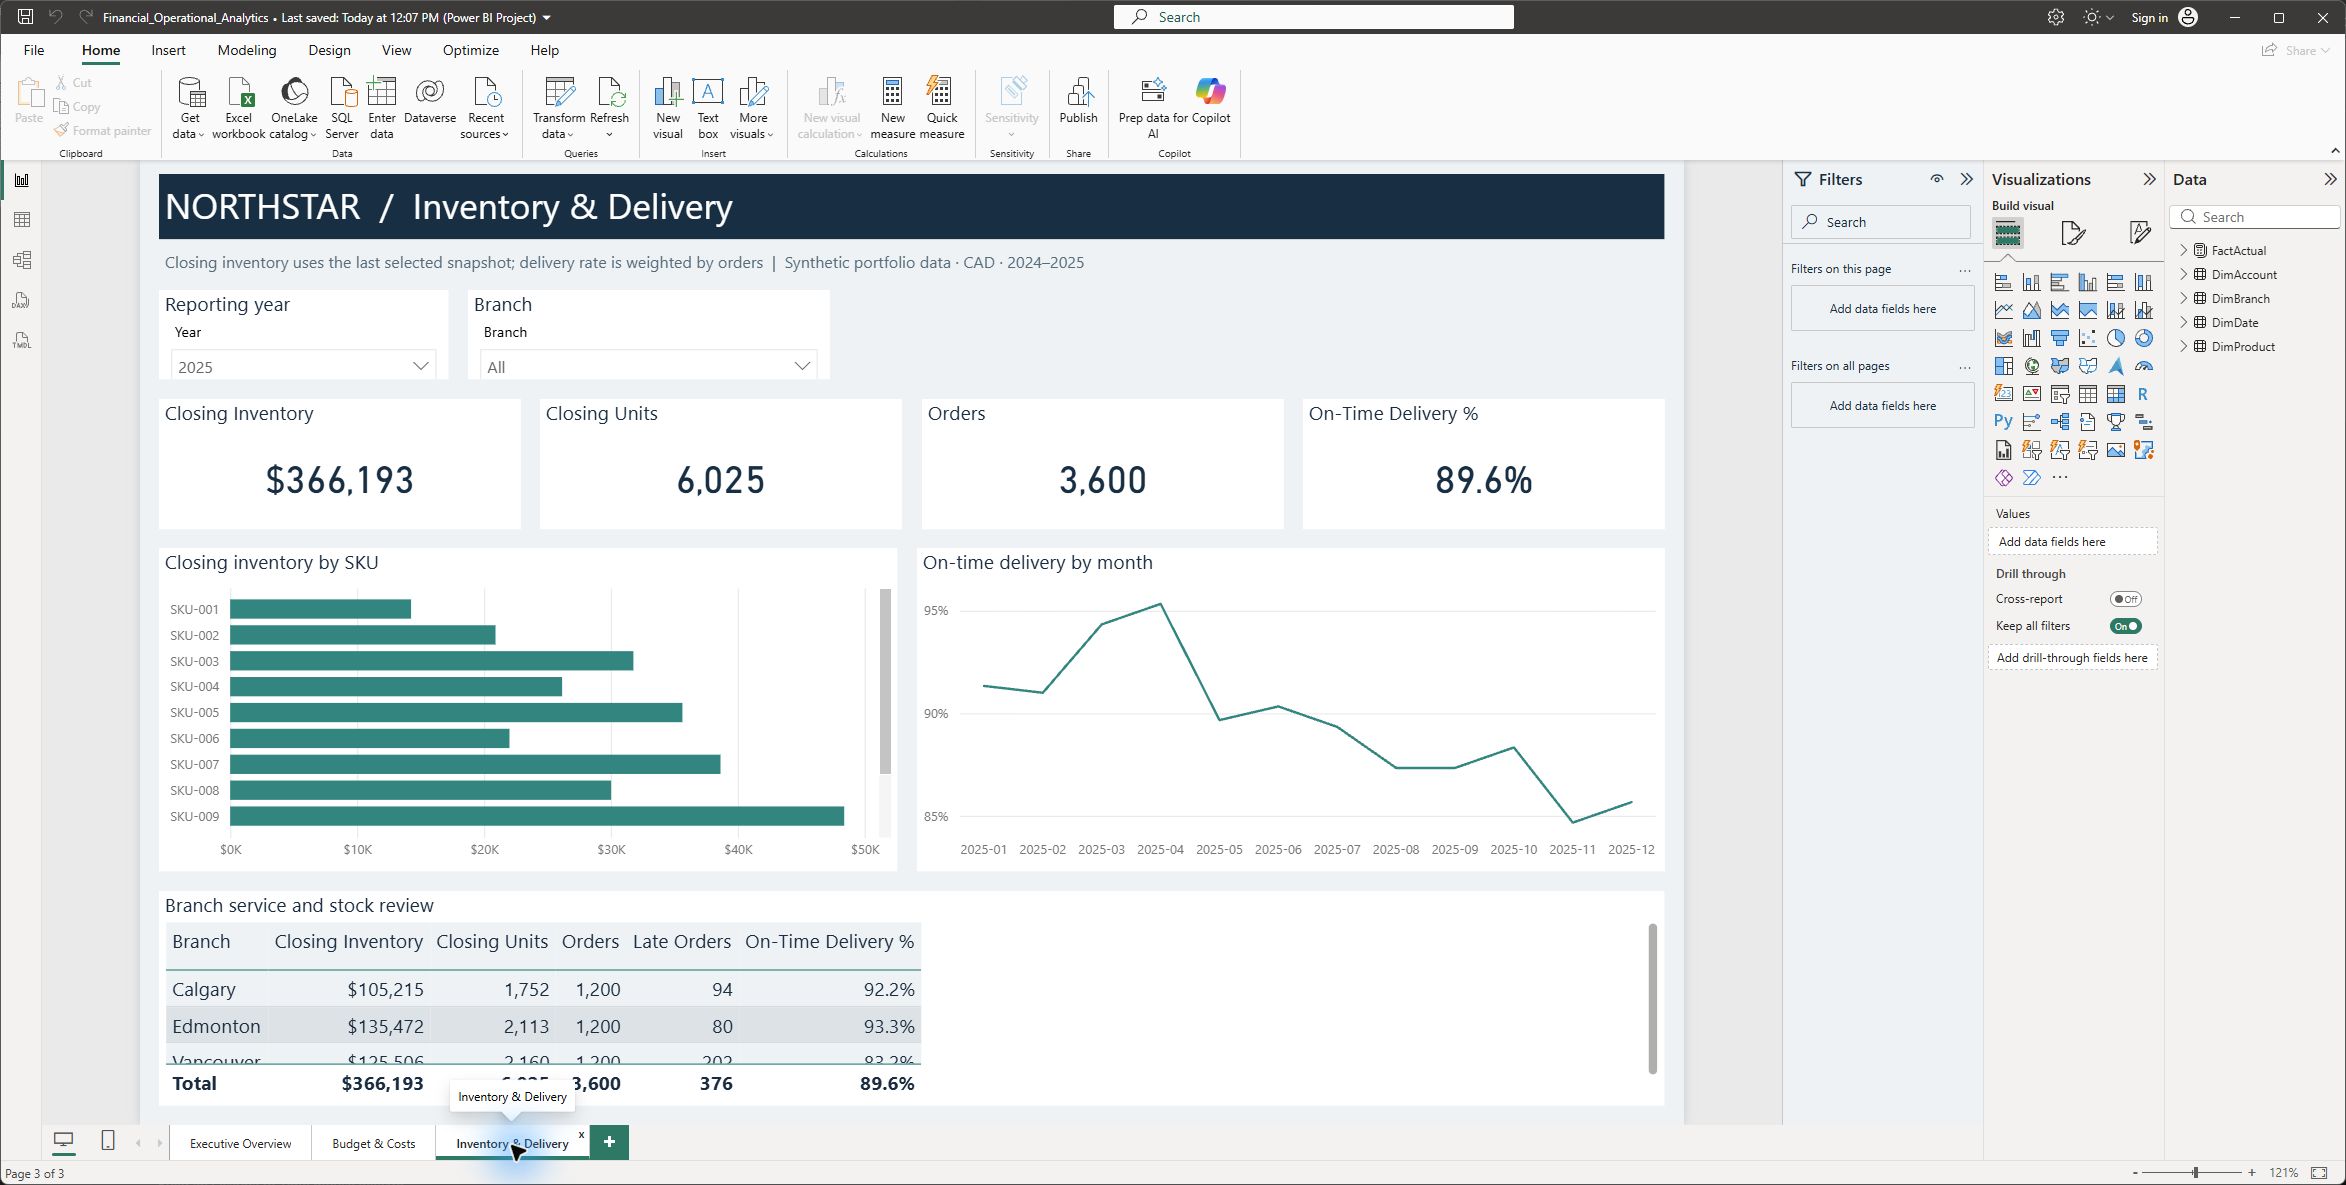 Financial_Operational_Analytics • Last saved: Today at 12:07 PM (Power BI Project)
Search
Sign in
File Home Insert Modeling Design View Optimize Help
Share
Paste
Cut
Copy
Format painter
Clipboard
Get data
Excel workbook
OneLake catalog
SQL Server
Enter data
Dataverse
Recent sources
Data
Transform data
Refresh
Queries
New visual
Text box
More visuals
Insert
New visual calculation
New measure
Quick measure
Calculations
Sensitivity
Sensitivity
Publish
Share
Prep data for AI
Copilot
Copilot
NORTHSTAR / Inventory & Delivery
Closing inventory uses the last selected snapshot; delivery rate is weighted by orders | Synthetic portfolio data · CAD · 2024–2025
Reporting year
Year
2025
Branch
Branch
All
Closing Inventory
$366,193
Closing Units
6,025
Orders
3,600
On-Time Delivery %
89.6%
Closing inventory by SKU
SKU-001
SKU-002
SKU-003
SKU-004
SKU-005
SKU-006
SKU-007
SKU-008
SKU-009
$0K $10K $20K $30K $40K $50K
On-time delivery by month
95%
90%
85%
2025-01 2025-02 2025-03 2025-04 2025-05 2025-06 2025-07 2025-08 2025-09 2025-10 2025-11 2025-12
Branch service and stock review
Branch Closing Inventory Closing Units Orders Late Orders On-Time Delivery %
Calgary $105,215 1,752 1,200 94 92.2%
Edmonton $135,472 2,113 1,200 80 93.3%
Vancouver $125,506 2,160 1,200 202 83.2%
Total $366,193 3,600 376 89.6%
Inventory & Delivery
Executive Overview
Budget & Costs
Inventory & Delivery
x
+
Page 3 of 3
- + 121%
Filters
Search
Filters on this page
...
Add data fields here
Filters on all pages
...
Add data fields here
Visualizations
Build visual
123
R
Py
...
Values
Add data fields here
Drill through
Cross-report
Off
Keep all filters
On
Add drill-through fields here
Data
Search
FactActual
DimAccount
DimBranch
DimDate
DimProduct
DAX
TMDL